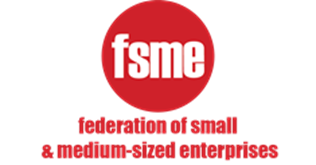 fsme
federation of small
& medium-sized enterprises